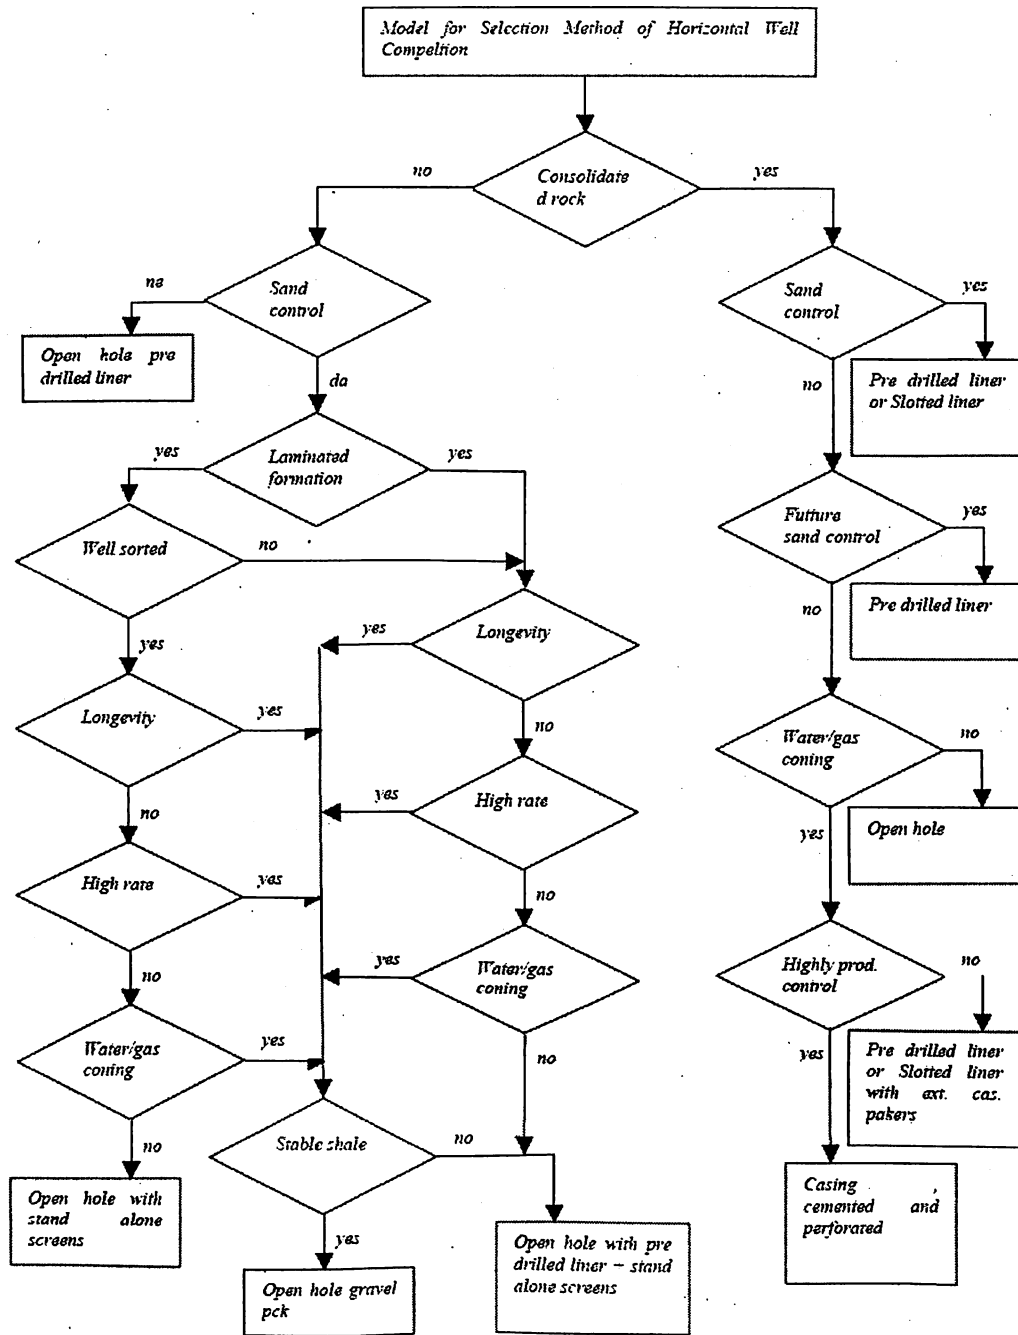 Model for Selection Method of Horizontal Well
Compeltion
no
Consolidate
d rock
yes
ne
Sand
control
Sand
control
yes
Open hole pre
drilled liner
da
no
Pre drilled liner
or Slotted liner
yes
Laminated
formation
yes
Well sorted
no
Futture
sand control
yes
yes
yes
Longevity
no
Pre drilled liner
Longevity
yes
no
Water/gas
coning
no
no
yes
High rate
yes
Open hole
High rate
yes
no
no
yes
Water/gas
coning
Highly prod.
control
no
Water/gas
coning
yes
no
yes
Pre drilled liner
or Slotted liner
with ext. cas.
pakers
no
Stable shale
no
Open hole with
stand alone
screens
yes
Open hole with pre
drilled liner - stand
alone screens
Casing
cemented and
perforated
Open hole gravel
pck